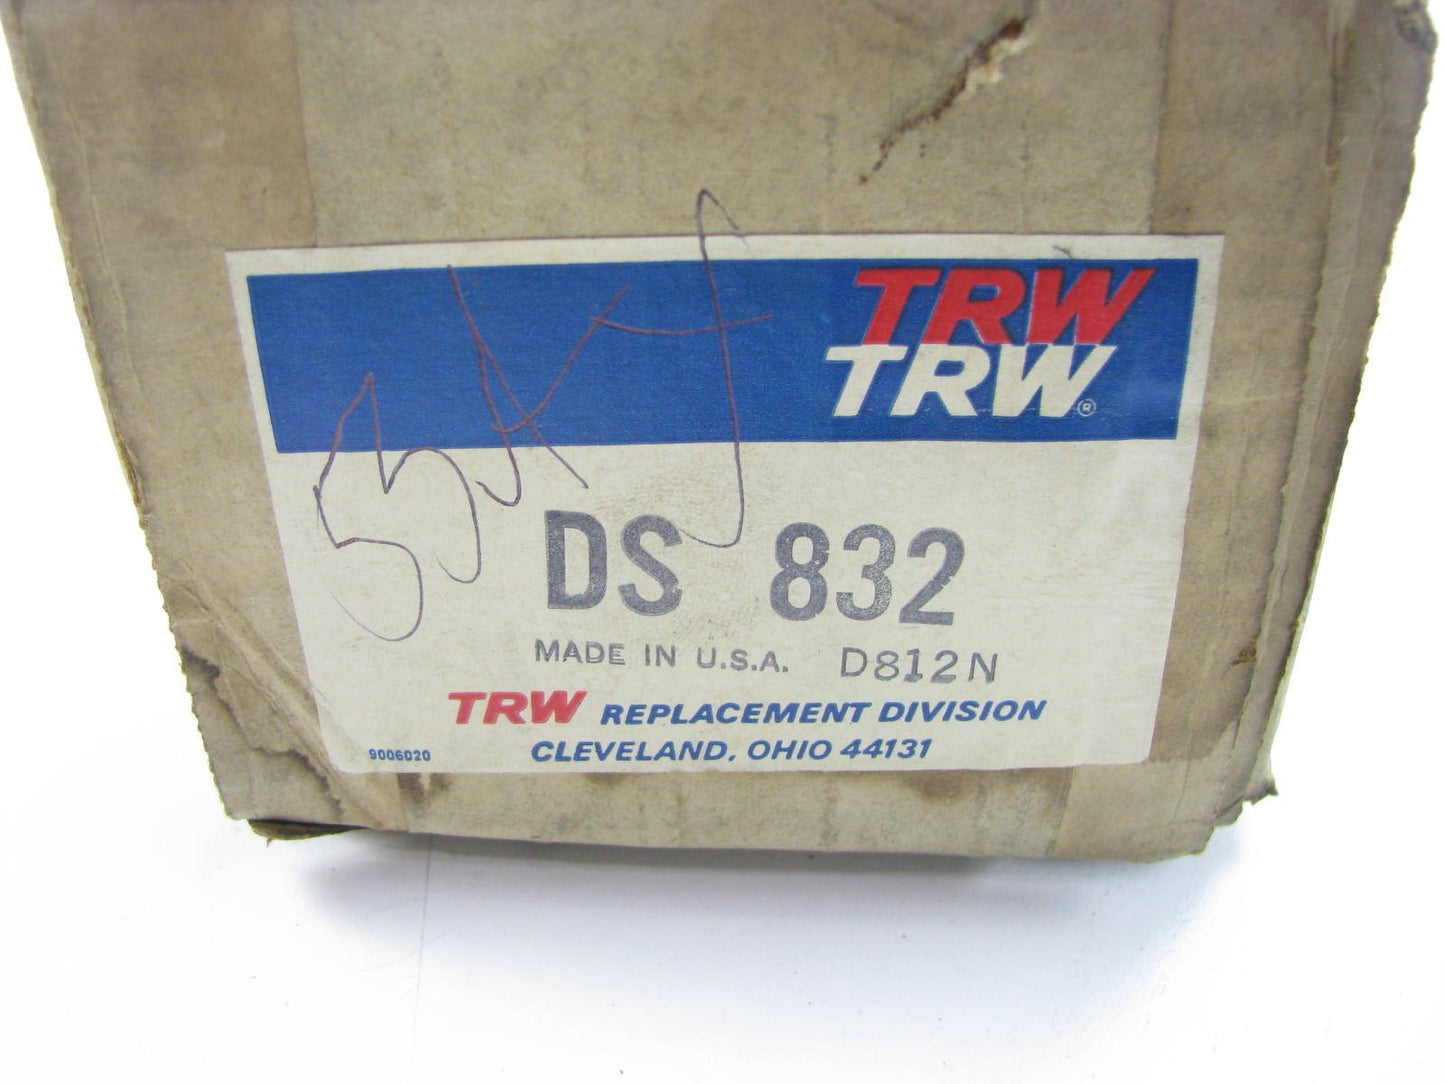 TRW
TRW®
DS 832
MADE IN U.S.A. D812N
TRW REPLACEMENT DIVISION
9006020 CLEVELAND, OHIO 44131